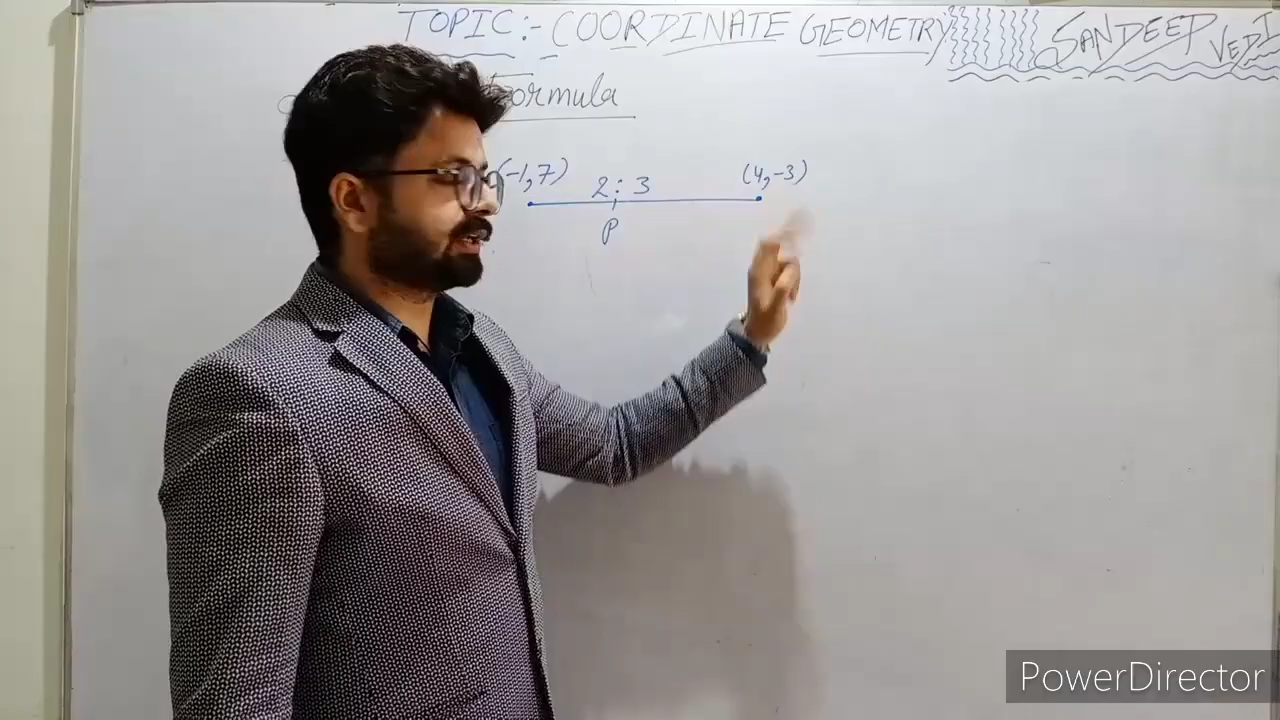 TOPIC:- COORDINATE GEOMETRY
SANDEEP VEDI
Formula
(-1,7) 2:3 (4,-3)
P
PowerDirector